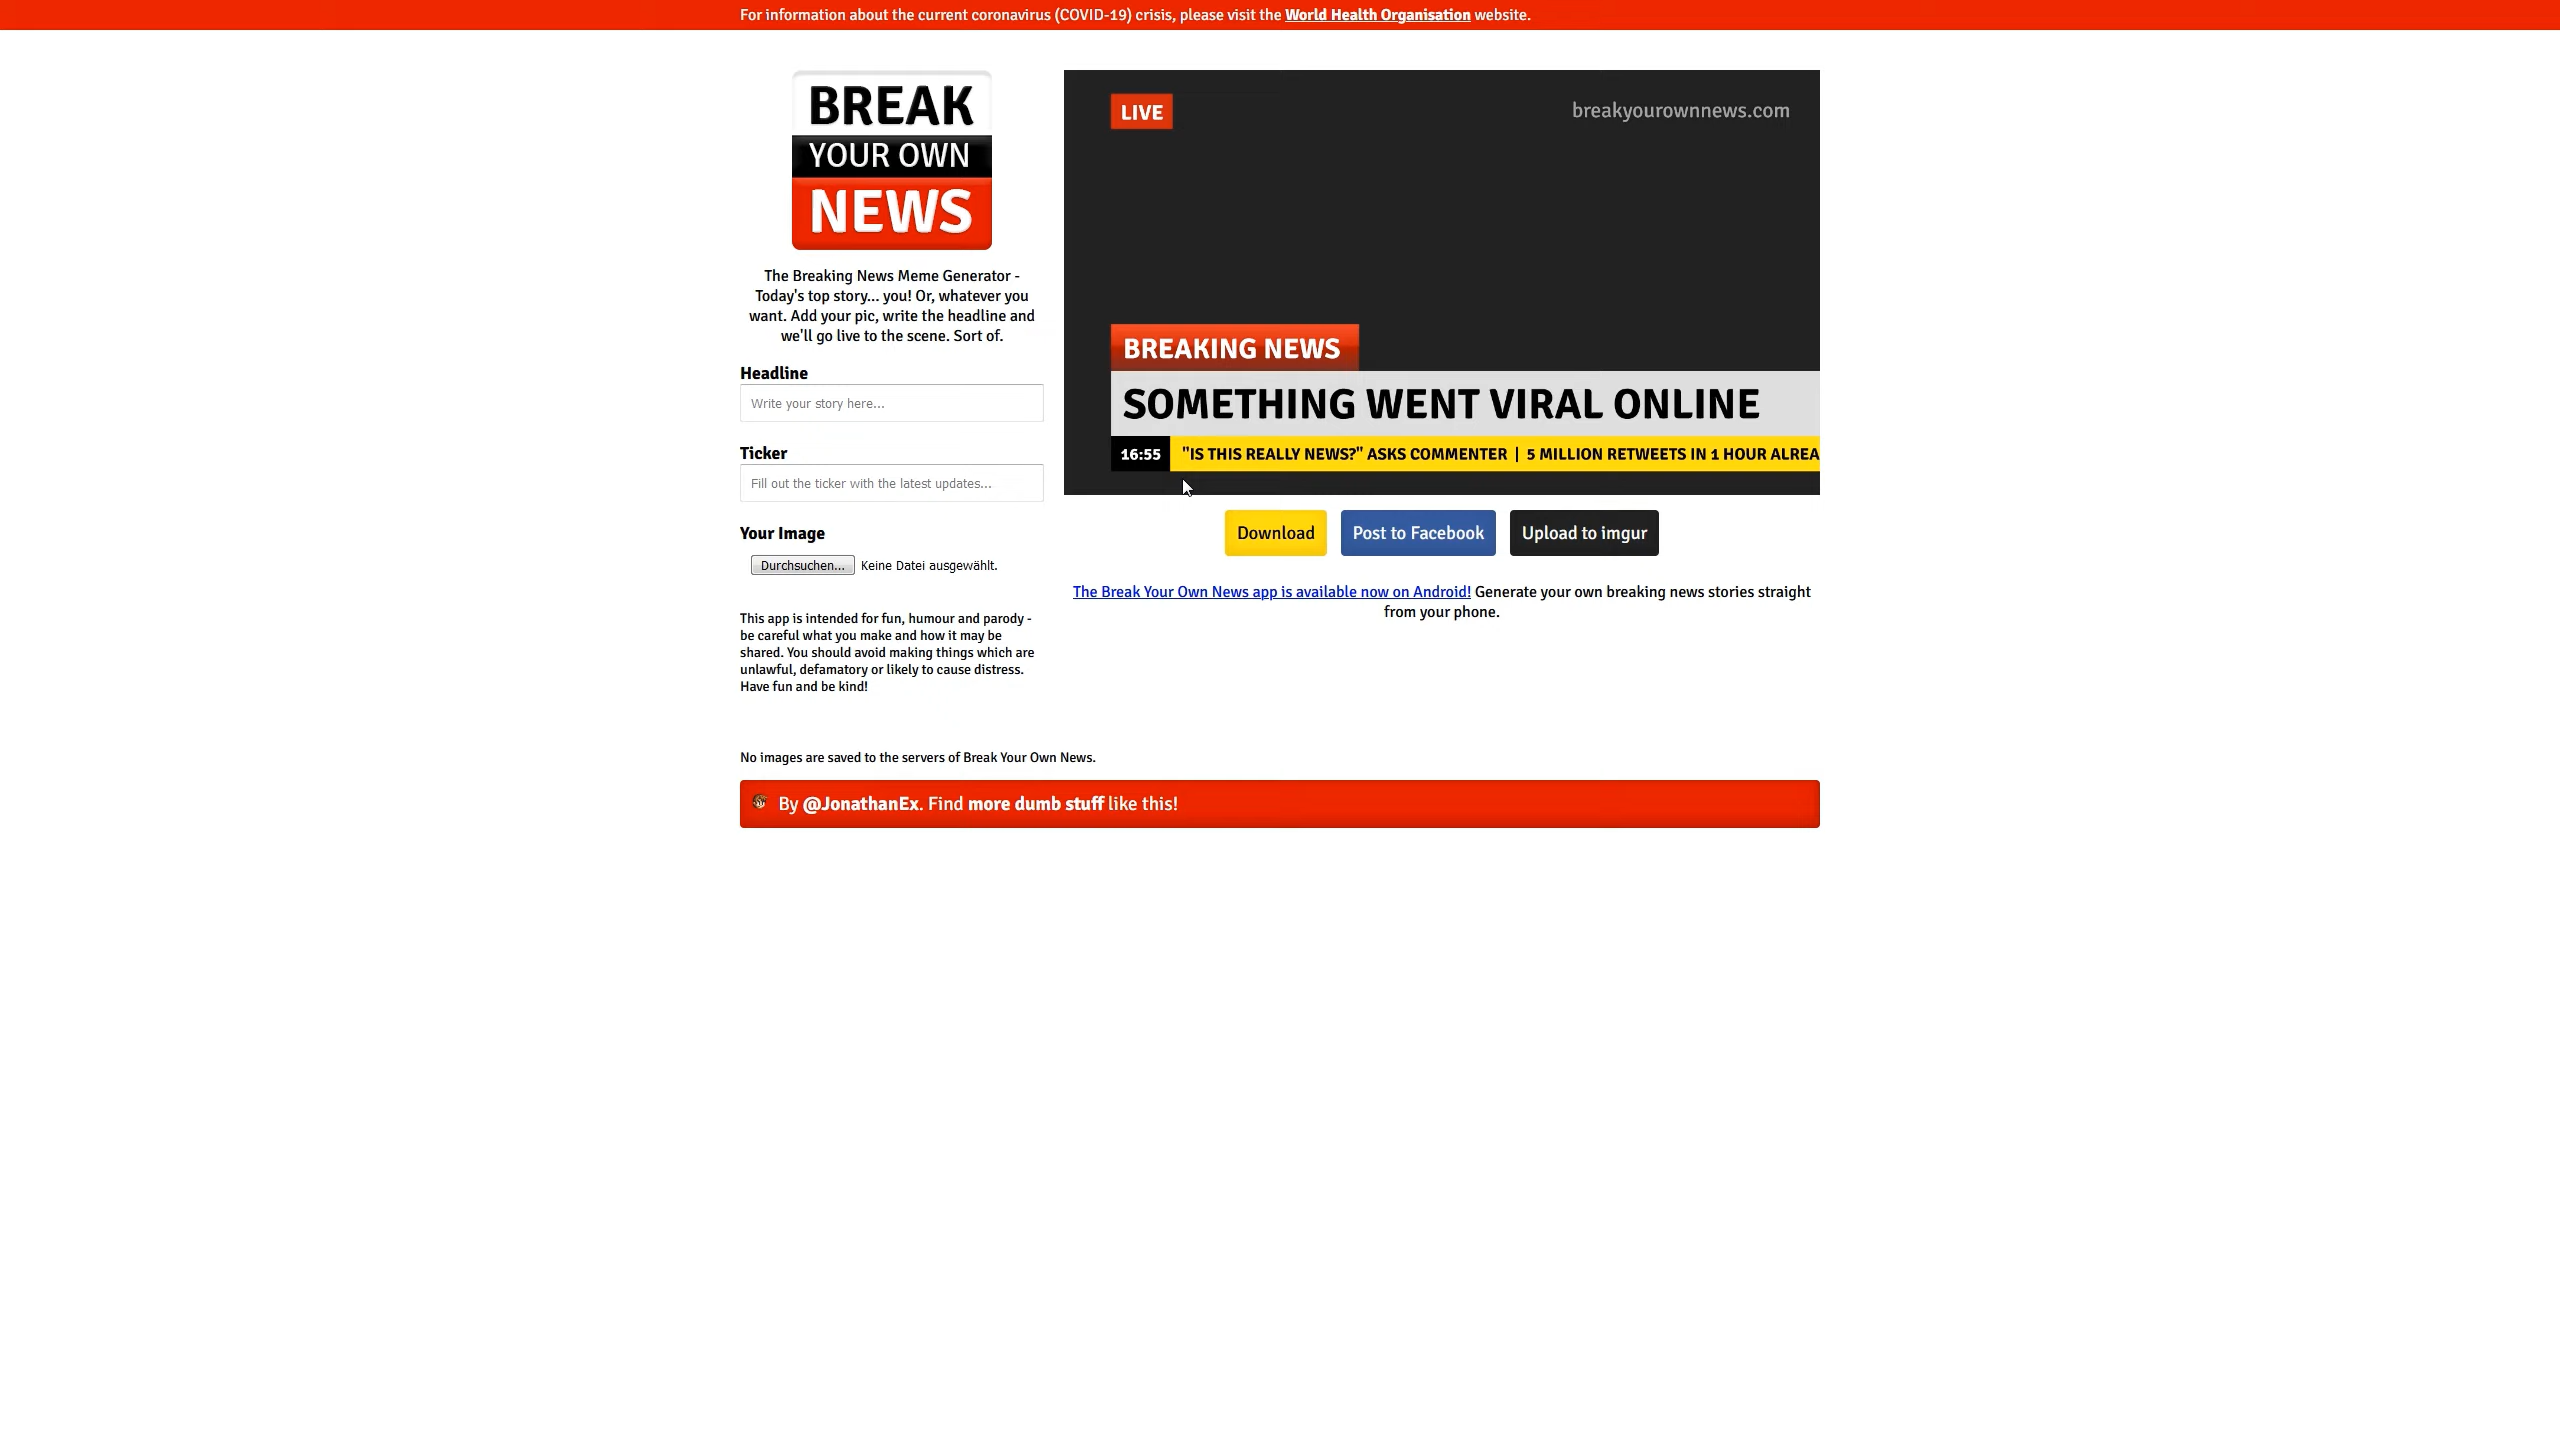 For information about the current coronavirus (COVID-19) crisis, please visit the World Health Organisation website.
BREAK
YOUR OWN
NEWS
The Breaking News Meme Generator -
Today's top story... you! Or, whatever you
want. Add your pic, write the headline and
we'll go live to the scene. Sort of.
Headline
Write your story here...
Ticker
Fill out the ticker with the latest updates...
Your Image
Durchsuchen... Keine Datei ausgewählt.
This app is intended for fun, humour and parody -
be careful what you make and how it may be
shared. You should avoid making things which are
unlawful, defamatory or likely to cause distress.
Have fun and be kind!
LIVE
breakyourownnews.com
BREAKING NEWS
SOMETHING WENT VIRAL ONLINE
16:55 "IS THIS REALLY NEWS?" ASKS COMMENTER | 5 MILLION RETWEETS IN 1 HOUR ALREA
Download Post to Facebook Upload to imgur
The Break Your Own News app is available now on Android! Generate your own breaking news stories straight
from your phone.
No images are saved to the servers of Break Your Own News.
By @JonathanEx. Find more dumb stuff like this!